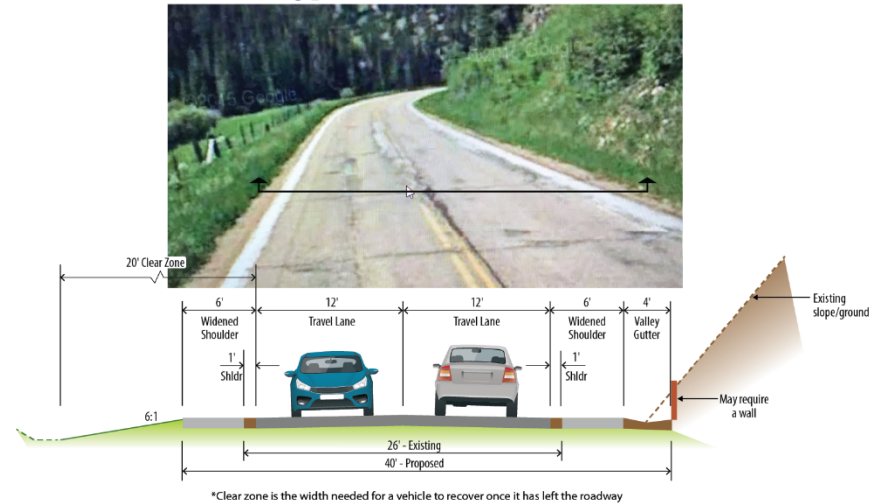 2015 Google
20' Clear Zone
6'
12'
12'
6'
4'
Widened
Shoulder
Travel Lane
Travel Lane
Widened
Shoulder
Valley
Gutter
1'
Shldr
1'
Shldr
Existing
slope/ground
May require
a wall
6:1
26' - Existing
40' - Proposed
*Clear zone is the width needed for a vehicle to recover once it has left the roadway